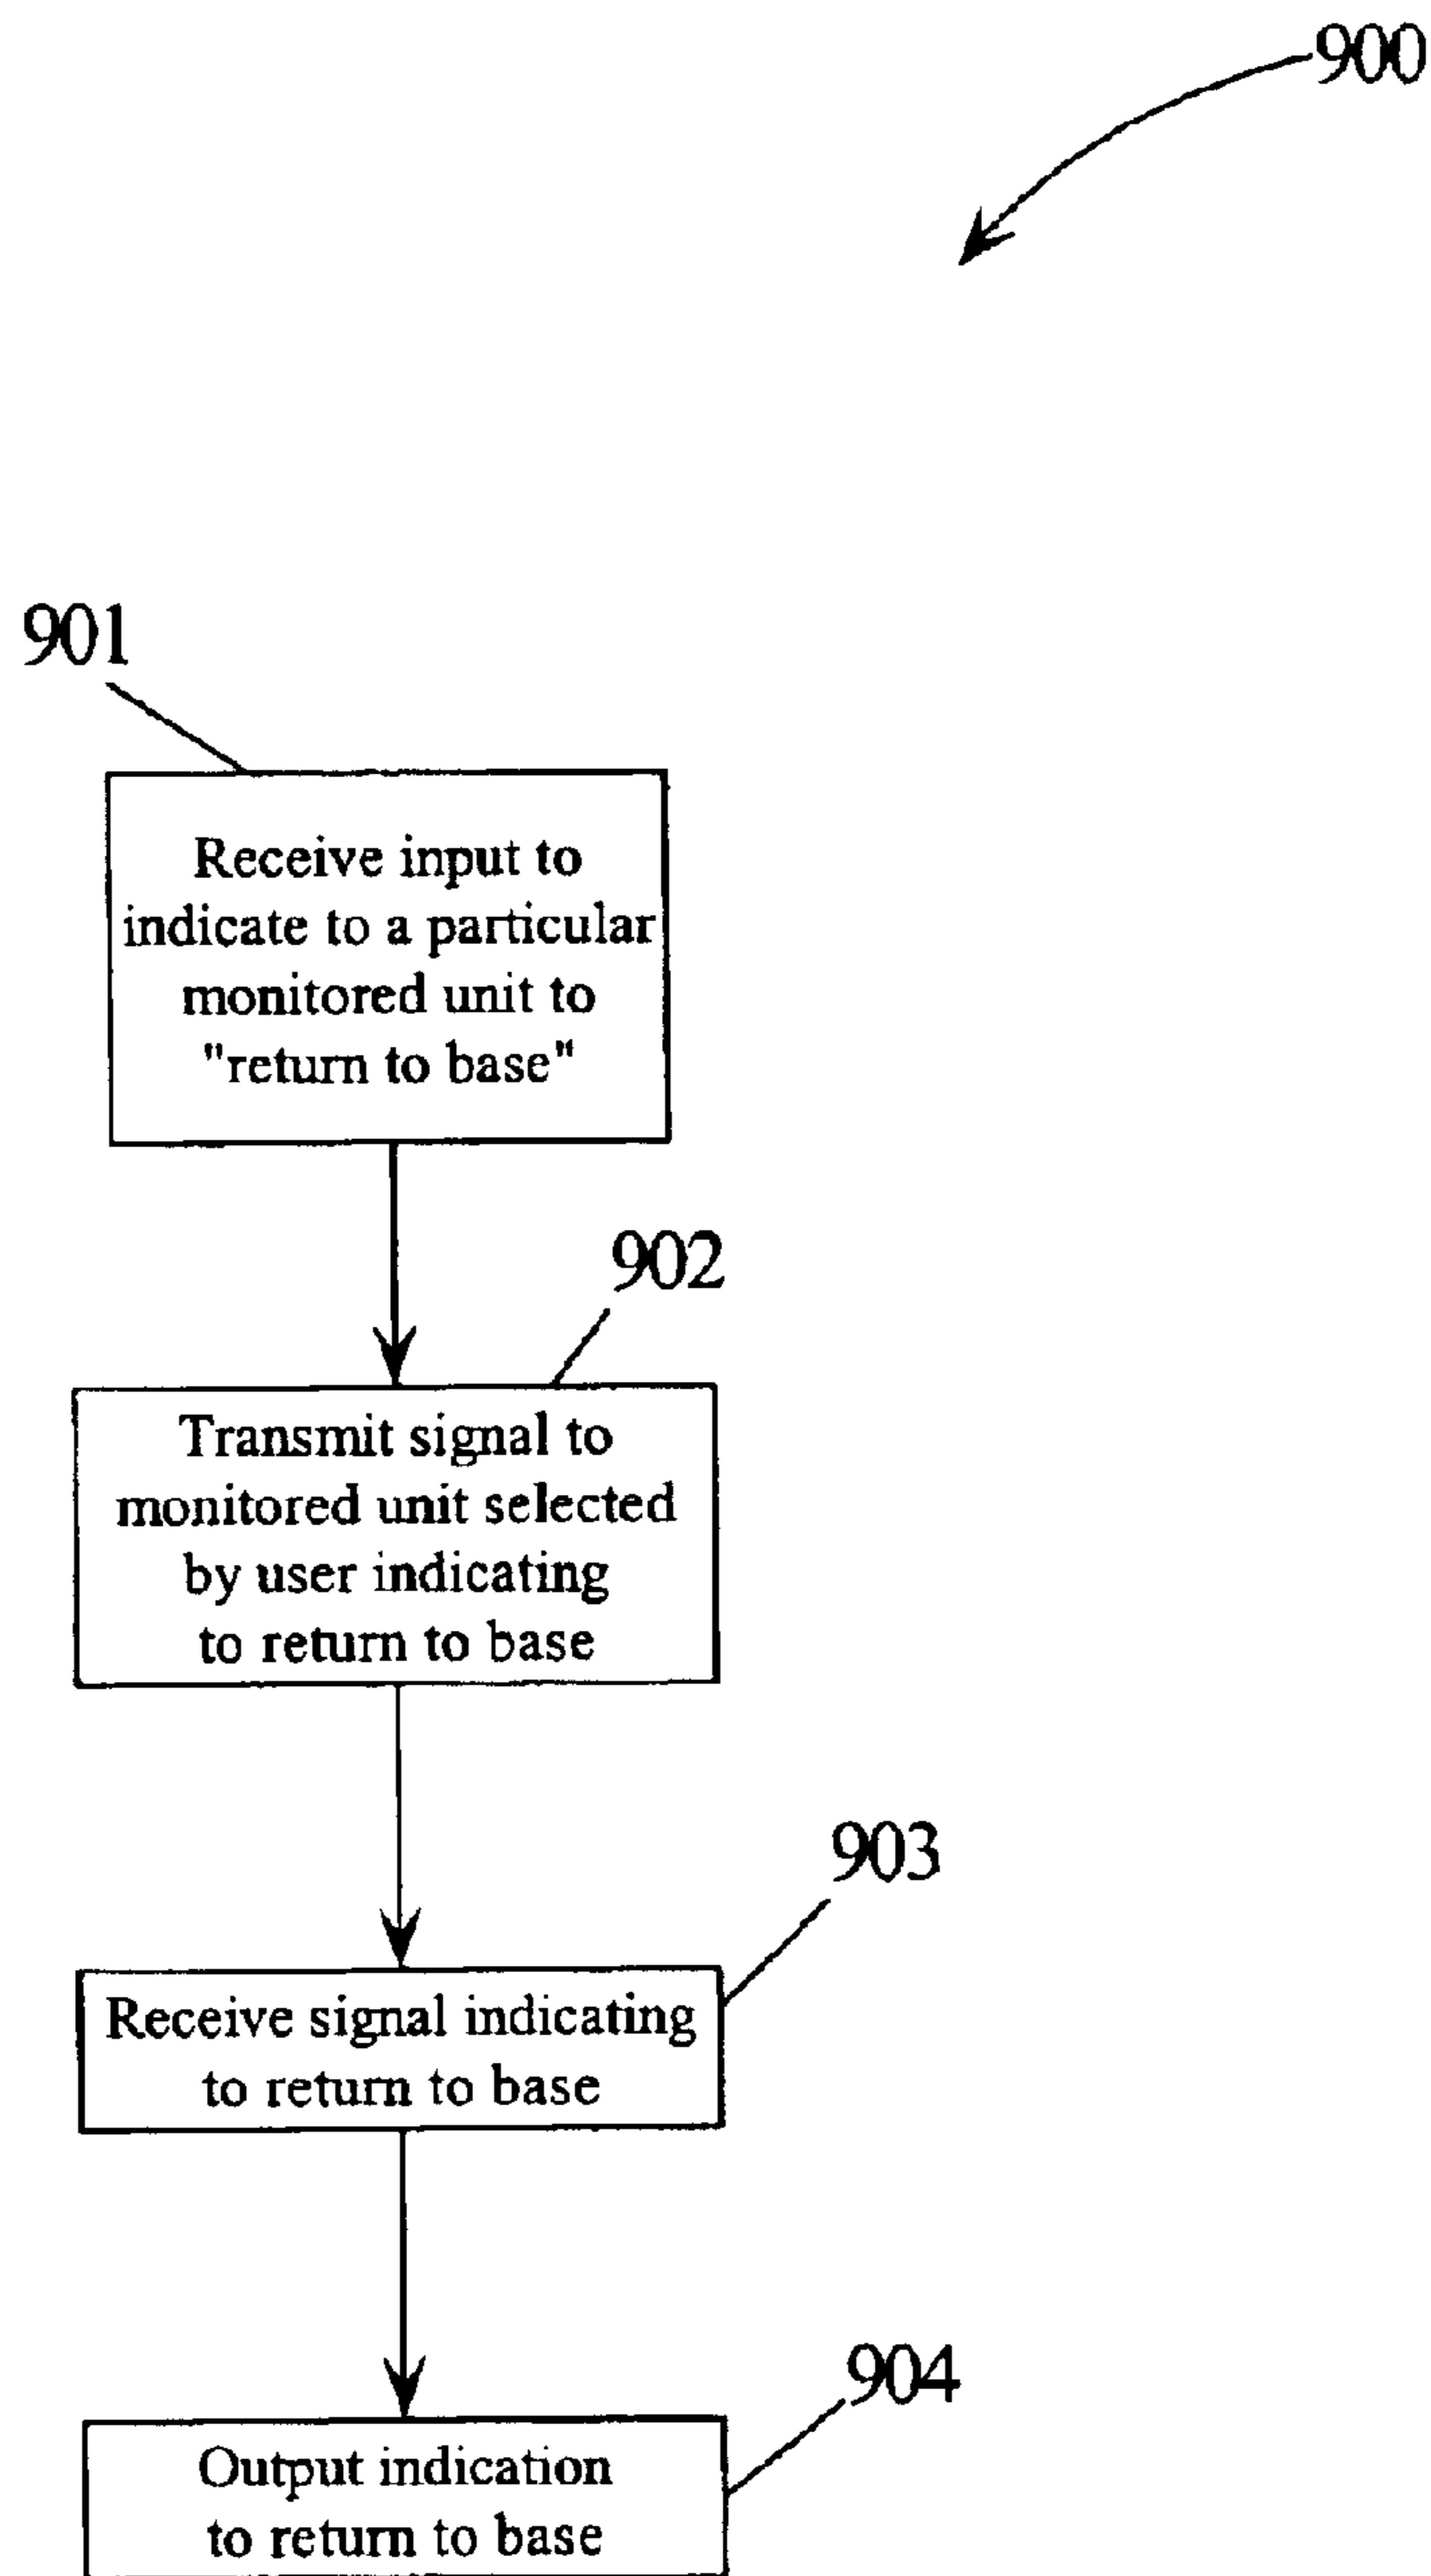 900
901
Receive input to
indicate to a particular
monitored unit to
"return to base"
902
Transmit signal to
monitored unit selected
by user indicating
to return to base
903
Receive signal indicating
to return to base
904
Output indication
to return to base